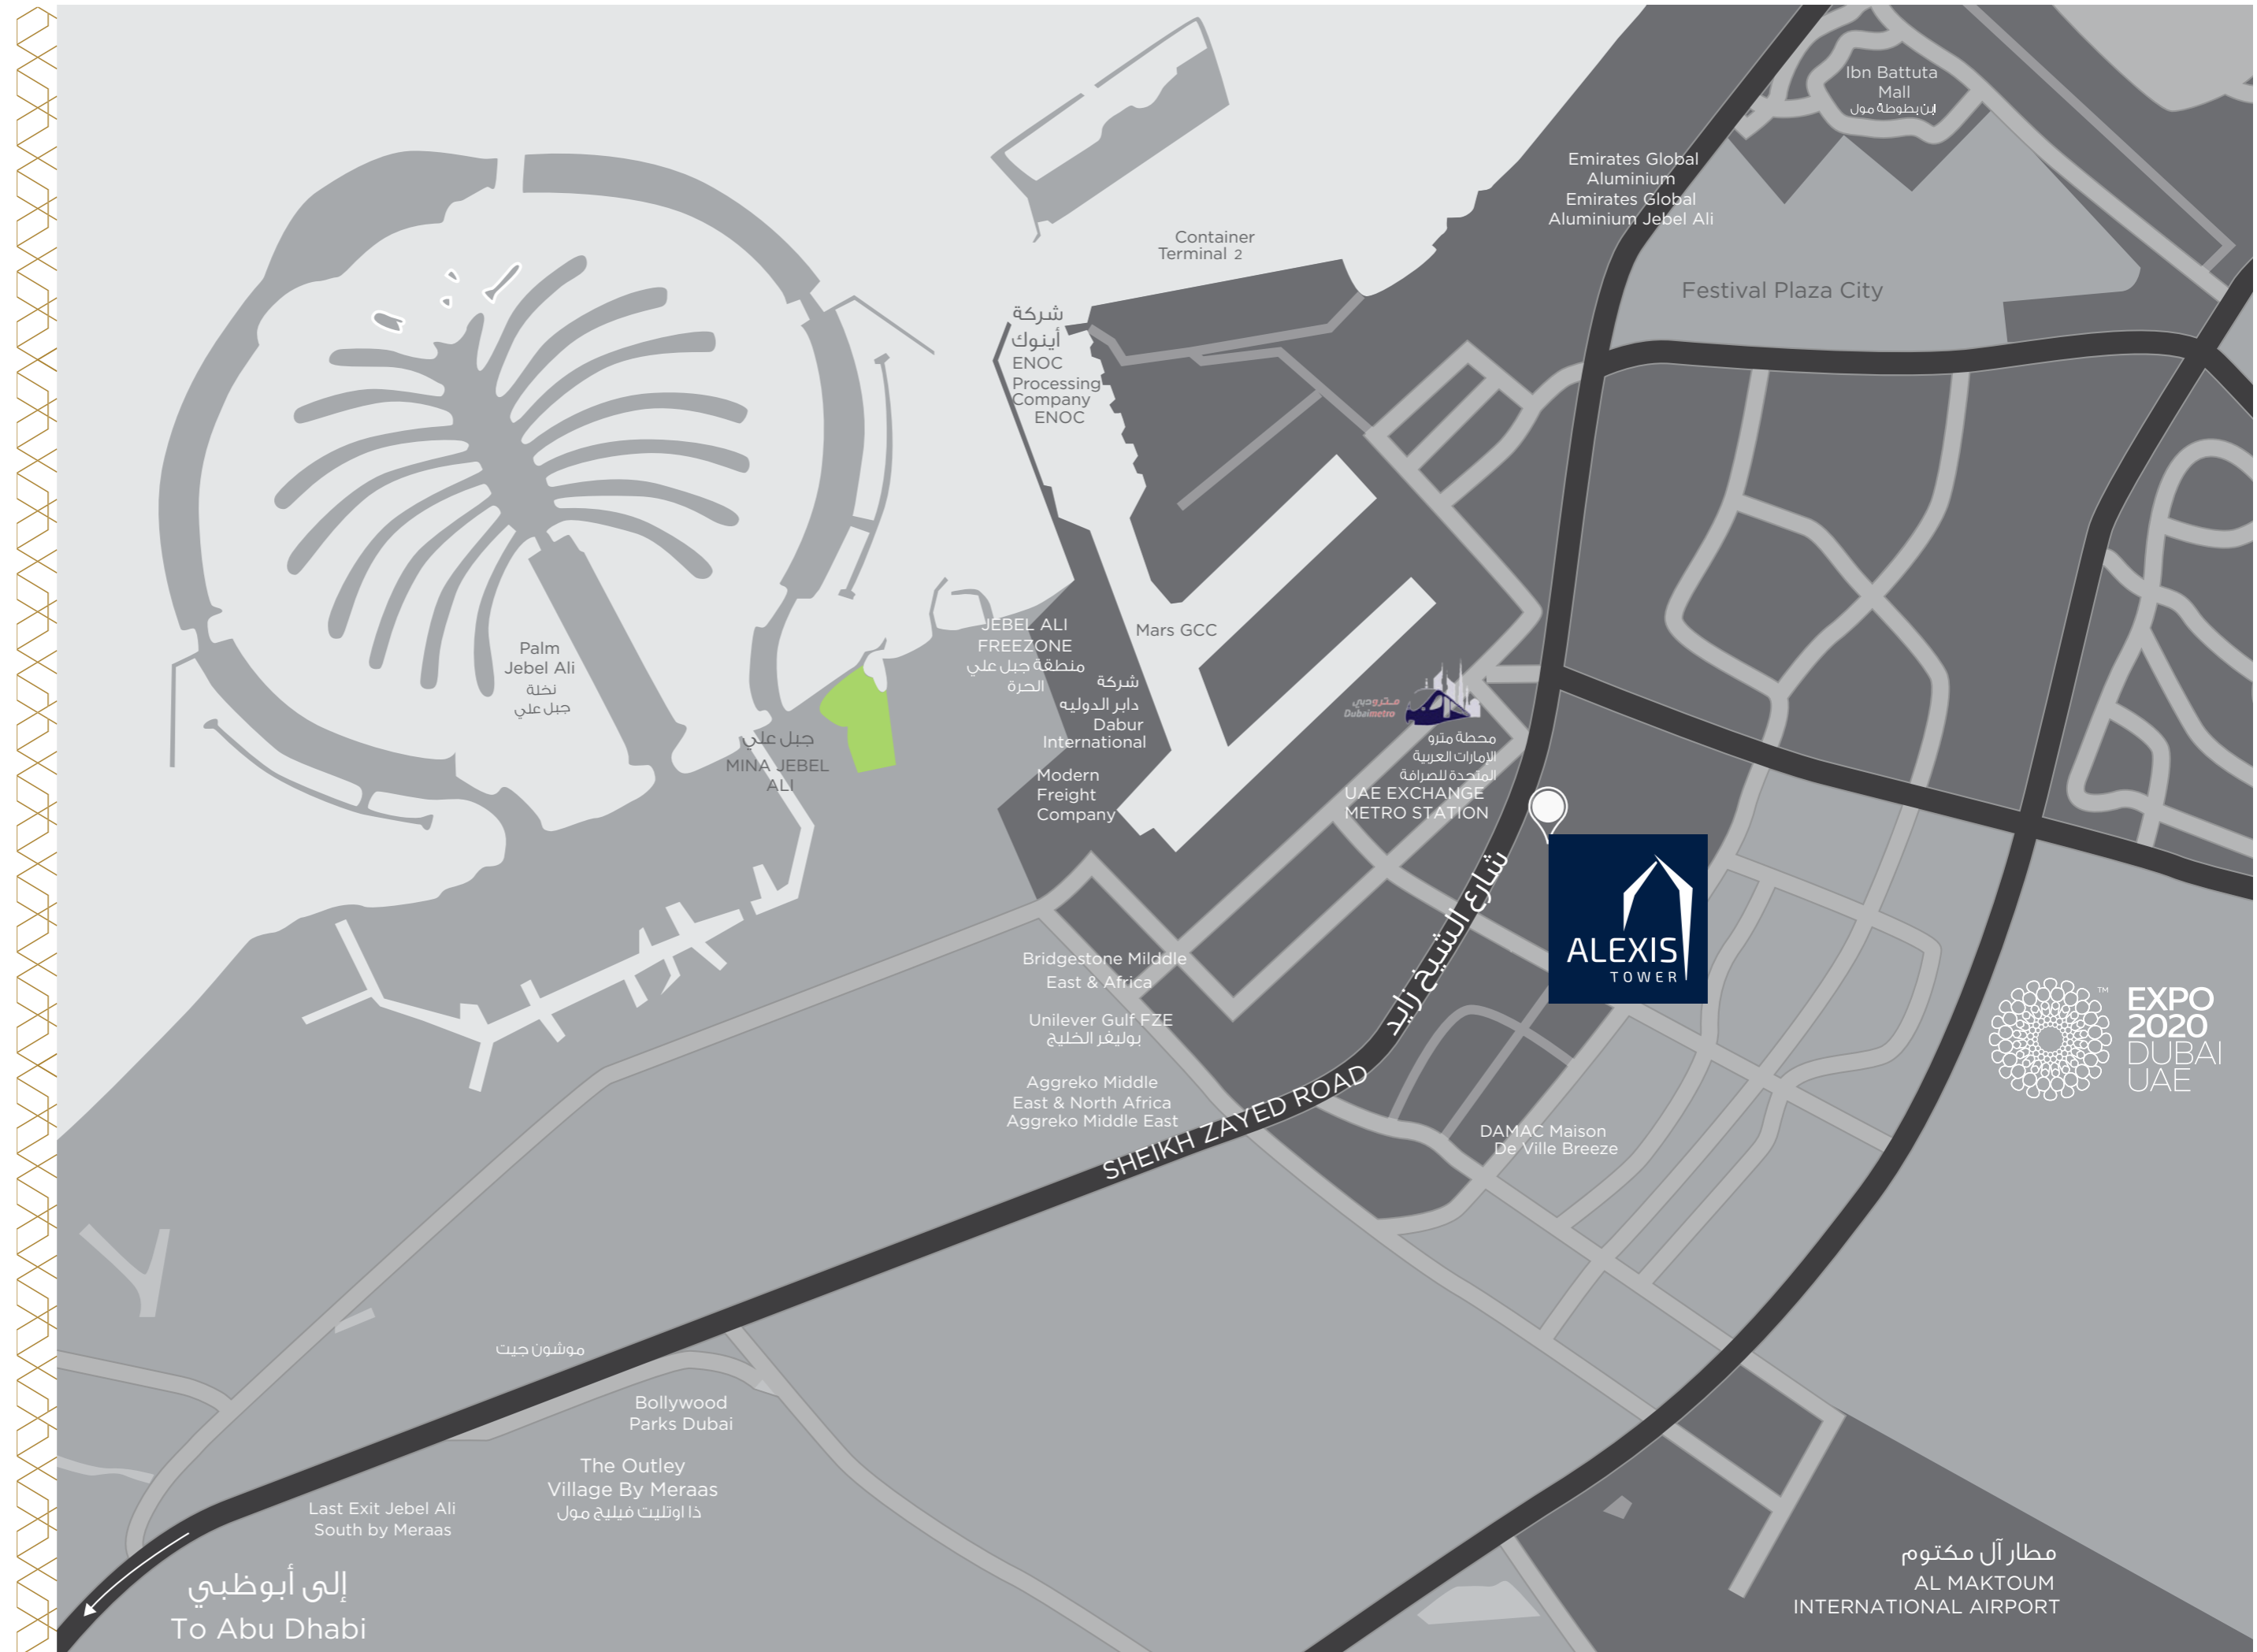 Ibn Battuta
Mall
ابن بطوطة مول
Emirates Global
Aluminium
Emirates Global
Aluminium Jebel Ali
Container
Terminal 2
Festival Plaza City
شركة
أينوك
ENOC
Processing
Company
ENOC
JEBEL ALI
FREEZONE
منطقة جبل علي
الحرة
Mars GCC
Palm
Jebel Ali
نخلة
جبل علي
شركة
دابر الدوليه
Dabur
International
مترو دبي
Dubai metro
جبل علي
MINA JEBEL
ALI
محطة مترو
الإمارات العربية
المتحدة للصرافة
UAE EXCHANGE
METRO STATION
Modern
Freight
Company
ALEXIS
TOWER
شارع الشيخ زايد
SHEIKH ZAYED ROAD
Bridgestone Milddle
East & Africa
Unilever Gulf FZE
بوليفر الخليج
Aggreko Middle
East & North Africa
Aggreko Middle East
EXPO
2020
DUBAI
UAE
TM
DAMAC Maison
De Ville Breeze
موشون جيت
Bollywood
Parks Dubai
The Outley
Village By Meraas
ذا اوتليت فيليج مول
Last Exit Jebel Ali
South by Meraas
إلى أبوظبي
To Abu Dhabi
مطار آل مكتوم
AL MAKTOUM
INTERNATIONAL AIRPORT